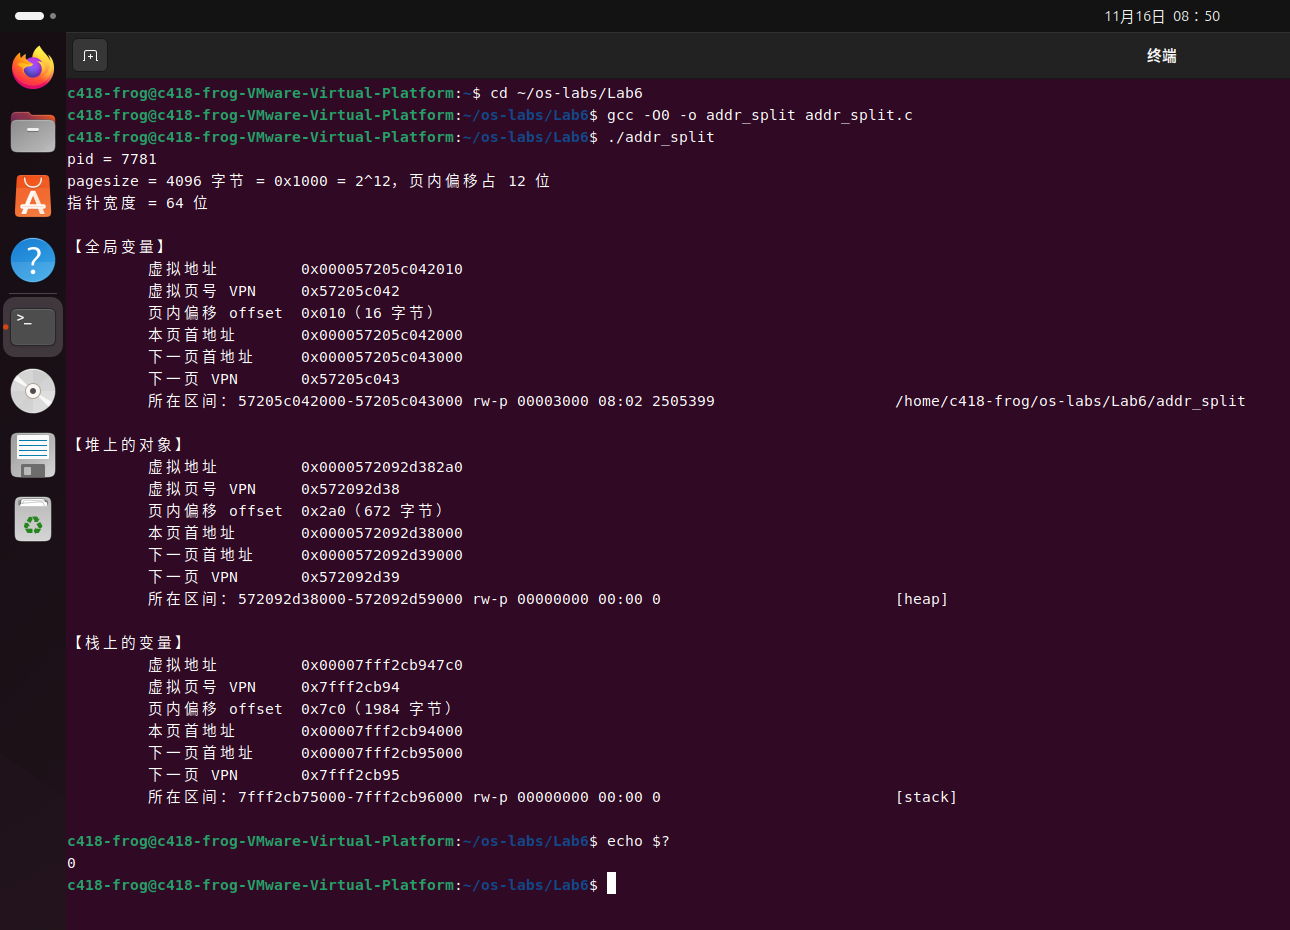 11月16日 08：50
终端
c418-frog@c418-frog-VMware-Virtual-Platform:~$ cd ~/os-labs/Lab6
c418-frog@c418-frog-VMware-Virtual-Platform:~/os-labs/Lab6$ gcc -O0 -o addr_split addr_split.c
c418-frog@c418-frog-VMware-Virtual-Platform:~/os-labs/Lab6$ ./addr_split
pid = 7781
pagesize = 4096 字节 = 0x1000 = 2^12，页内偏移占 12 位
指针宽度 = 64 位
【全局变量】
虚拟地址 0x000057205c042010
虚拟页号 VPN 0x57205c042
页内偏移 offset 0x010（16 字节）
本页首地址 0x000057205c042000
下一页首地址 0x000057205c043000
下一页 VPN 0x57205c043
所在区间：57205c042000-57205c043000 rw-p 00003000 08:02 2505399 /home/c418-frog/os-labs/Lab6/addr_split
【堆上的对象】
虚拟地址 0x0000572092d382a0
虚拟页号 VPN 0x572092d38
页内偏移 offset 0x2a0（672 字节）
本页首地址 0x0000572092d38000
下一页首地址 0x0000572092d39000
下一页 VPN 0x572092d39
所在区间：572092d38000-572092d59000 rw-p 00000000 00:00 0 [heap]
【栈上的变量】
虚拟地址 0x00007fff2cb947c0
虚拟页号 VPN 0x7fff2cb94
页内偏移 offset 0x7c0（1984 字节）
本页首地址 0x00007fff2cb94000
下一页首地址 0x00007fff2cb95000
下一页 VPN 0x7fff2cb95
所在区间：7fff2cb75000-7fff2cb96000 rw-p 00000000 00:00 0 [stack]
c418-frog@c418-frog-VMware-Virtual-Platform:~/os-labs/Lab6$ echo $?
0
c418-frog@c418-frog-VMware-Virtual-Platform:~/os-labs/Lab6$